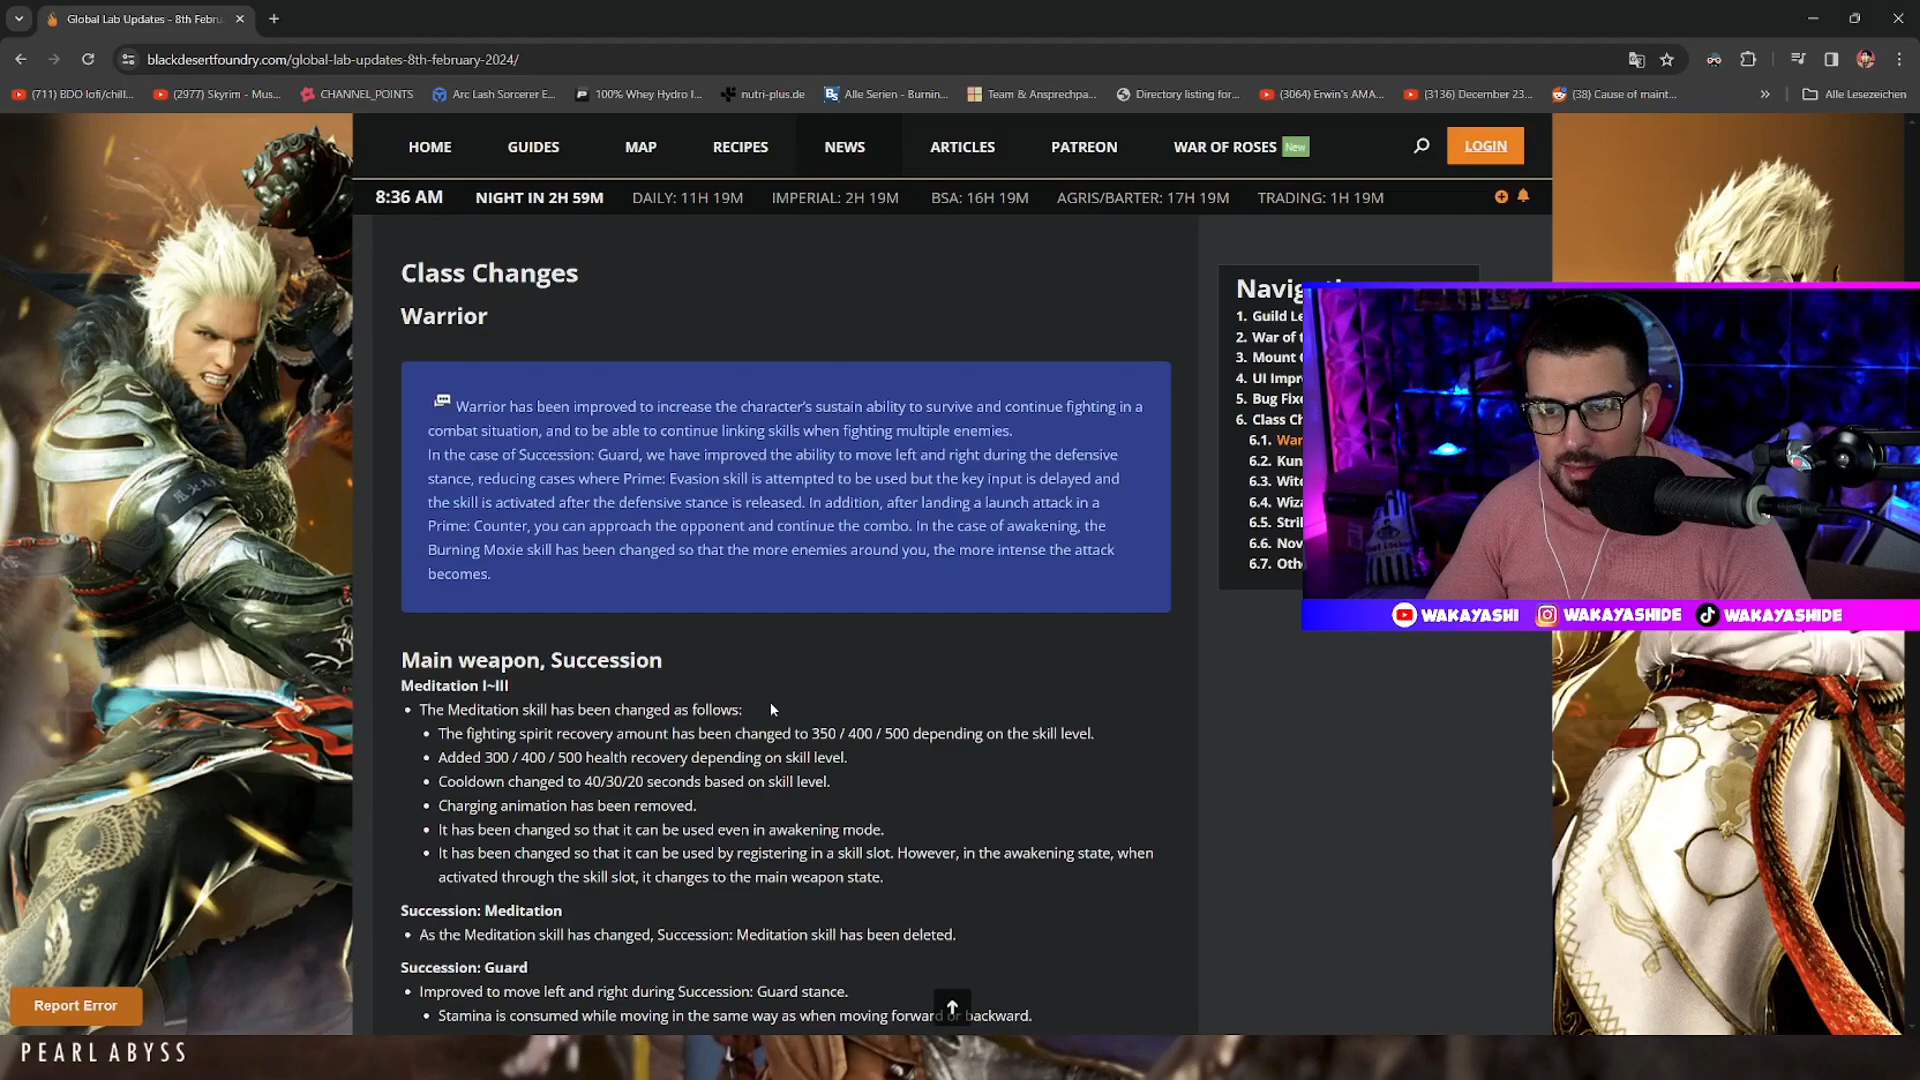 Global Lab Updates - 8th Febru
blackdesertfoundry.com/global-lab-updates-8th-february-2024/
(711) BDO lofi/chill...
(2977) Skyrim - Mus...
CHANNEL_POINTS
Arc Lash Sorcerer E...
100% Whey Hydro I...
nutri-plus.de
Alle Serien - Burnin...
Team & Ansprechpa...
Directory listing for...
(3064) Erwin's AMA...
(3136) December 23...
(38) Cause of maint...
Alle Lesezeichen
HOME GUIDES MAP RECIPES NEWS ARTICLES PATREON WAR OF ROSES New LOGIN
8:36 AM NIGHT IN 2H 59M DAILY: 11H 19M IMPERIAL: 2H 19M BSA: 16H 19M AGRIS/BARTER: 17H 19M TRADING: 1H 19M
Class Changes
Warrior
Warrior has been improved to increase the character's sustain ability to survive and continue fighting in a
combat situation, and to be able to continue linking skills when fighting multiple enemies.
In the case of Succession: Guard, we have improved the ability to move left and right during the defensive
stance, reducing cases where Prime: Evasion skill is attempted to be used but the key input is delayed and
the skill is activated after the defensive stance is released. In addition, after landing a launch attack in a
Prime: Counter, you can approach the opponent and continue the combo. In the case of awakening, the
Burning Moxie skill has been changed so that the more enemies around you, the more intense the attack
becomes.
Main weapon, Succession
Meditation I~III
• The Meditation skill has been changed as follows:
• The fighting spirit recovery amount has been changed to 350 / 400 / 500 depending on the skill level.
• Added 300 / 400 / 500 health recovery depending on skill level.
• Cooldown changed to 40/30/20 seconds based on skill level.
• Charging animation has been removed.
• It has been changed so that it can be used even in awakening mode.
• It has been changed so that it can be used by registering in a skill slot. However, in the awakening state, when
activated through the skill slot, it changes to the main weapon state.
Succession: Meditation
• As the Meditation skill has changed, Succession: Meditation skill has been deleted.
Succession: Guard
• Improved to move left and right during Succession: Guard stance.
• Stamina is consumed while moving in the same way as when moving forward or backward.
Navig
1. Guild Le
2. War of t
3. Mount
4. UI Impr
5. Bug Fixe
6. Class Ch
6.1. War
6.2. Kun
6.3. Witc
6.4. Wiza
6.5. Stril
6.6. Nov
6.7. Oth
WAKAYASHI WAKAYASHIDE WAKAYASHIDE
Report Error
PEARL ABYSS